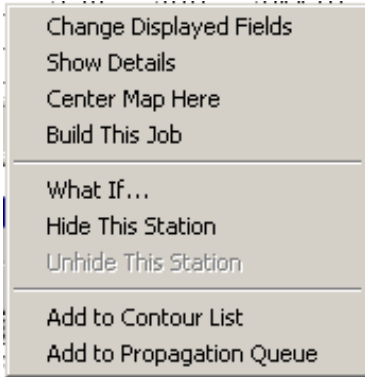 Change Displayed Fields
Show Details
Center Map Here
Build This Job
What If...
Hide This Station
Unhide This Station
Add to Contour List
Add to Propagation Queue